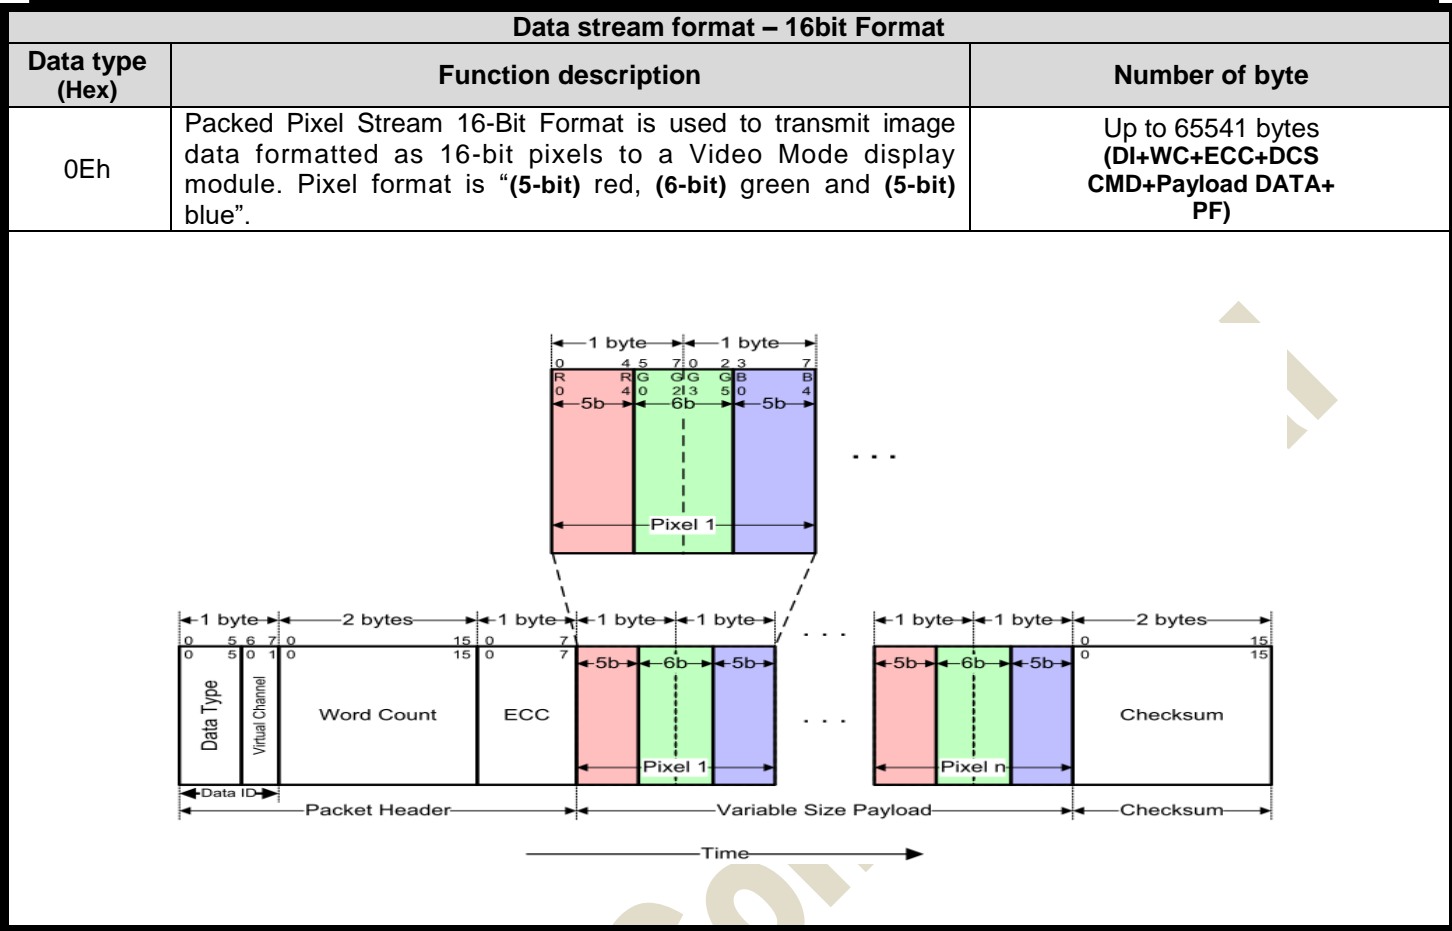 Data stream format – 16bit Format
Data type
(Hex)
Function description
Number of byte
0Eh
Packed Pixel Stream 16-Bit Format is used to transmit image
data formatted as 16-bit pixels to a Video Mode display
module. Pixel format is “(5-bit) red, (6-bit) green and (5-bit)
blue”.
Up to 65541 bytes
(DI+WC+ECC+DCS
CMD+Payload DATA+
PF)
1 byte 1 byte
0 4 5 7 0 2 3 7
R R G G G G B B
0 4 0 2 3 5 0 4
5b 6b 5b
. . .
Pixel 1
1 byte 2 bytes 1 byte 1 byte 1 byte . . . 1 byte 1 byte 2 bytes
0 5 6 7 0 15 0 7 0 15
0 5 0 1 0 15 0 7 0 15
5b 6b 5b 5b 6b 5b
Data Type Virtual Channel Word Count ECC . . . Checksum
Pixel 1 Pixel n
Data ID
Packet Header Variable Size Payload Checksum
Time